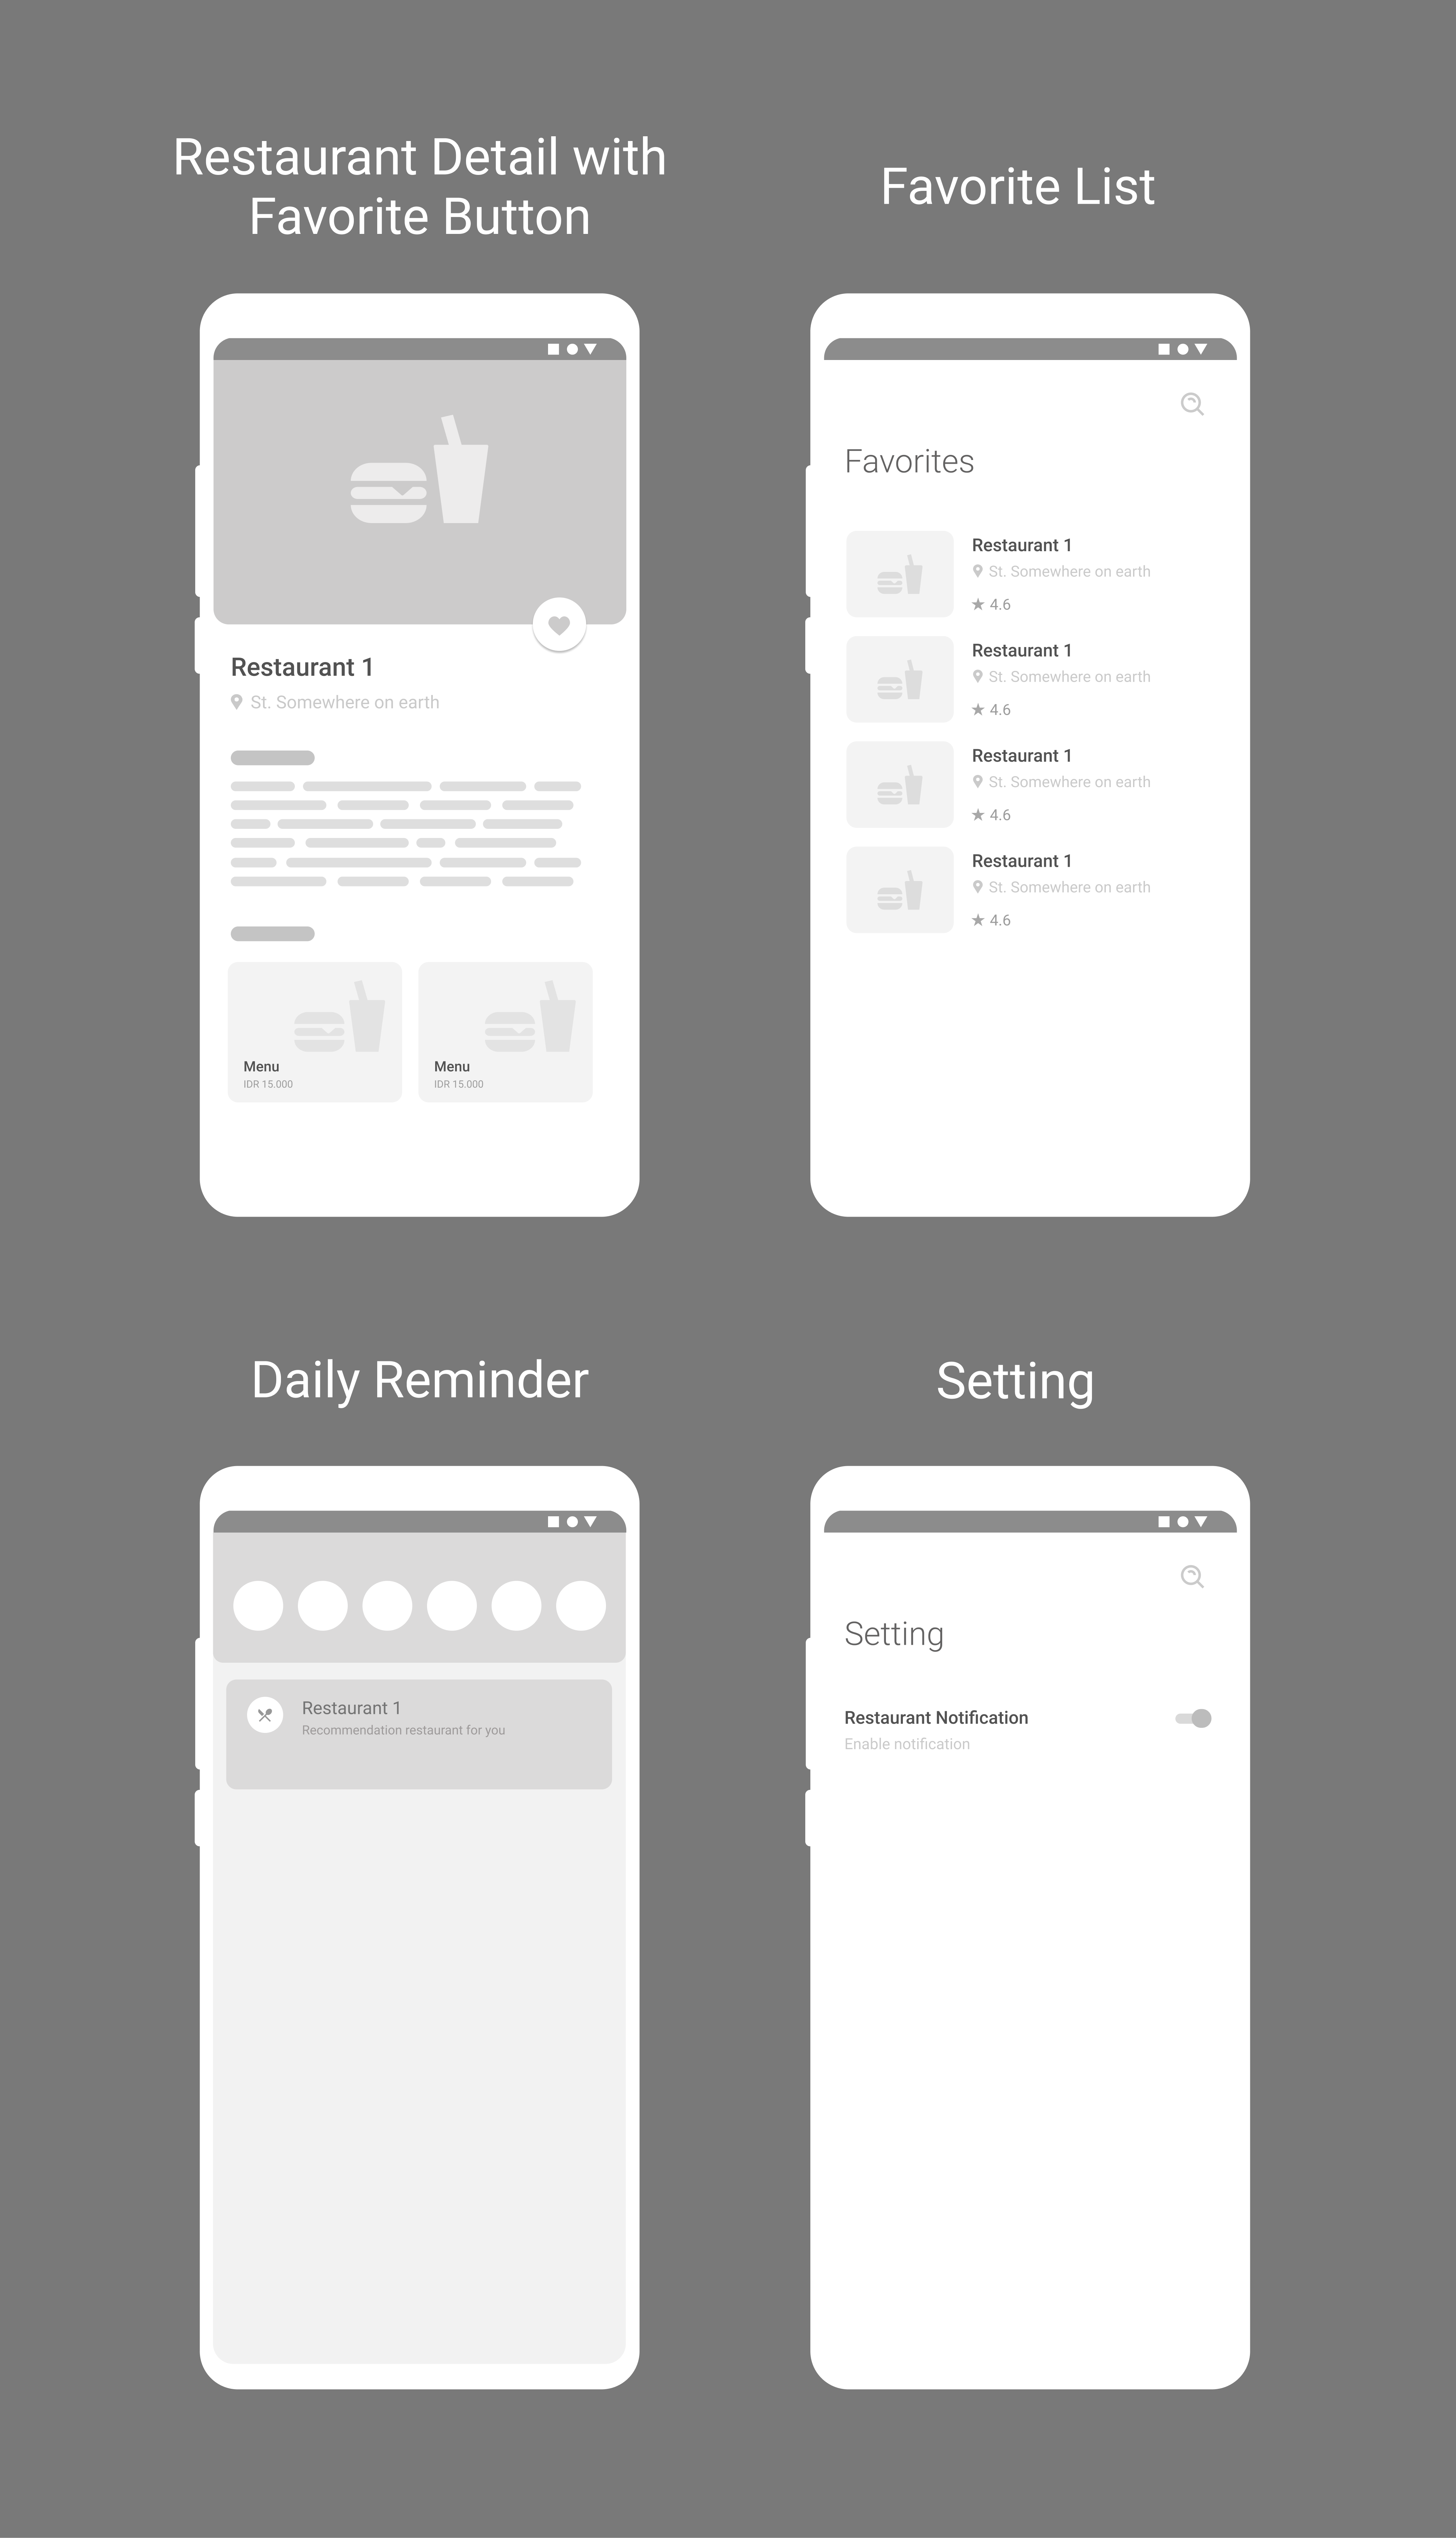 Restaurant Detail with
Favorite Button
Restaurant 1
St. Somewhere on earth
Menu
IDR 15.000
Menu
IDR 15.000
Favorite List
Favorites
Restaurant 1
St. Somewhere on earth
4.6
Restaurant 1
St. Somewhere on earth
4.6
Restaurant 1
St. Somewhere on earth
4.6
Restaurant 1
St. Somewhere on earth
4.6
Daily Reminder
Restaurant 1
Recommendation restaurant for you
Setting
Setting
Restaurant Notification
Enable notification